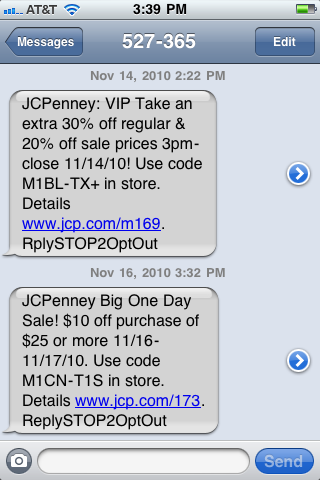 AT&T 3:39 PM
Messages 527-365 Edit
Nov 14, 2010 2:22 PM
JCPenney: VIP Take an
extra 30% off regular &
20% off sale prices 3pm-
close 11/14/10! Use code
M1BL-TX+ in store.
Details
www.jcp.com/m169.
RplySTOP2OptOut
Nov 16, 2010 3:32 PM
JCPenney Big One Day
Sale! $10 off purchase of
$25 or more 11/16-
11/17/10. Use code
M1CN-T1S in store.
Details www.jcp.com/173.
ReplySTOP2OptOut
Send